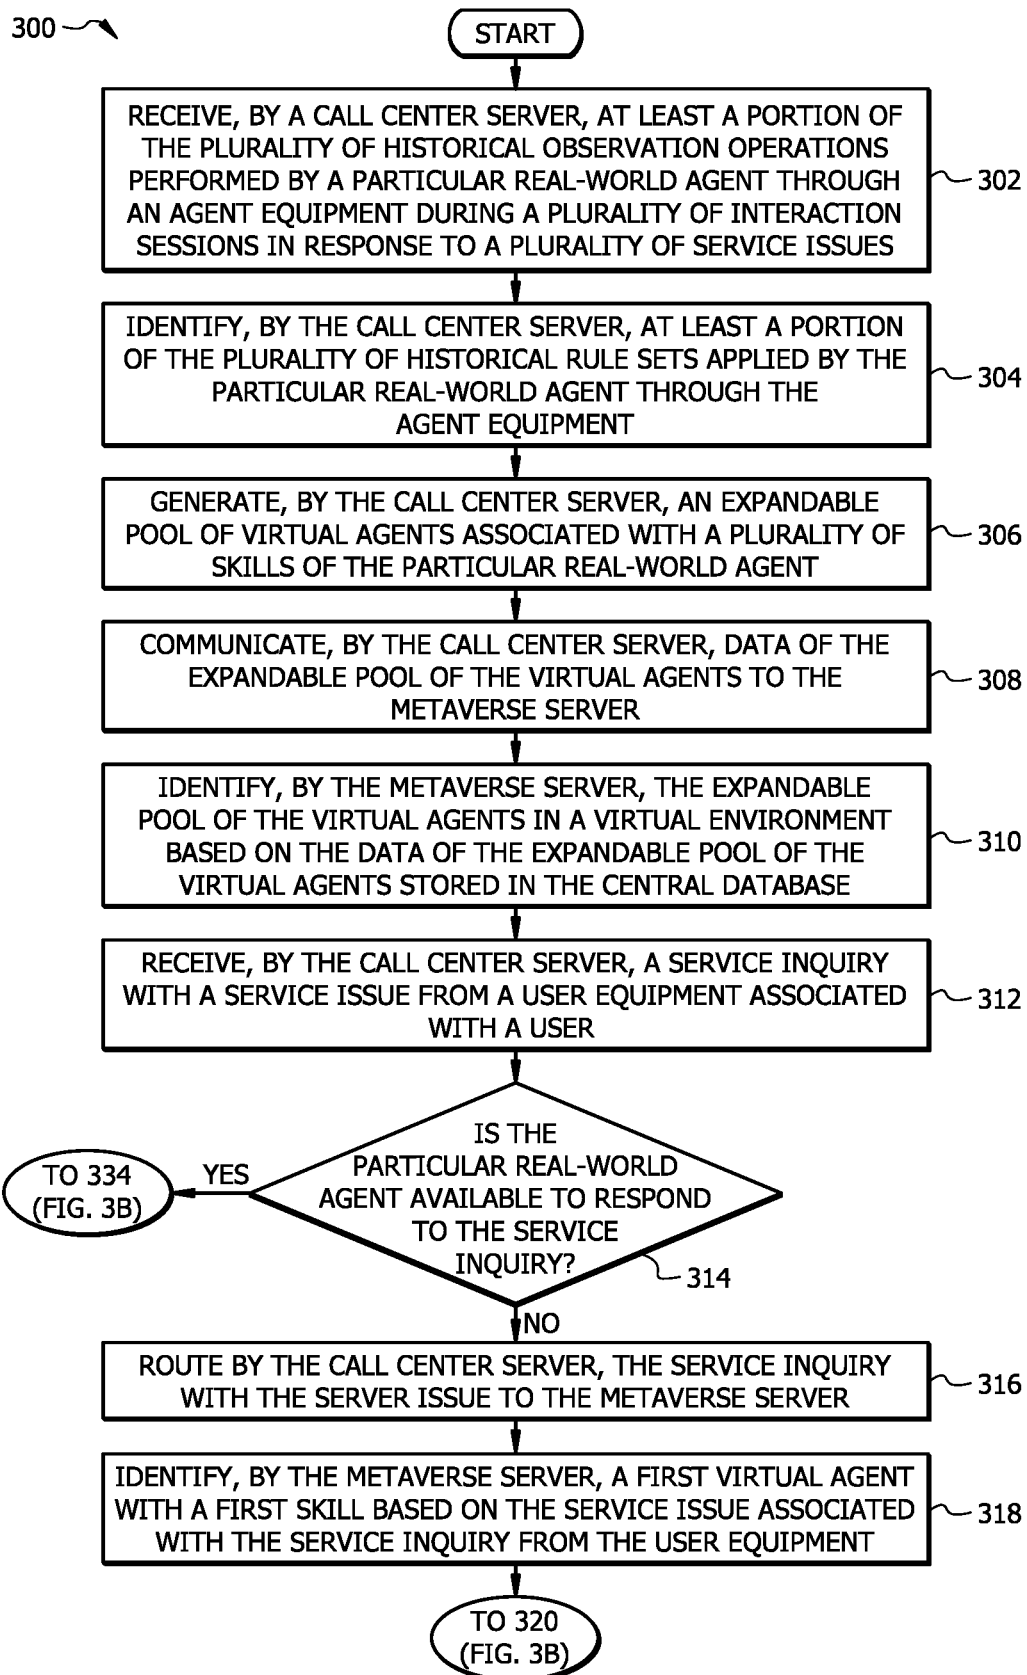 300
START
RECEIVE, BY A CALL CENTER SERVER, AT LEAST A PORTION OF
THE PLURALITY OF HISTORICAL OBSERVATION OPERATIONS
PERFORMED BY A PARTICULAR REAL-WORLD AGENT THROUGH
AN AGENT EQUIPMENT DURING A PLURALITY OF INTERACTION
SESSIONS IN RESPONSE TO A PLURALITY OF SERVICE ISSUES
302
IDENTIFY, BY THE CALL CENTER SERVER, AT LEAST A PORTION
OF THE PLURALITY OF HISTORICAL RULE SETS APPLIED BY THE
PARTICULAR REAL-WORLD AGENT THROUGH THE
AGENT EQUIPMENT
304
GENERATE, BY THE CALL CENTER SERVER, AN EXPANDABLE
POOL OF VIRTUAL AGENTS ASSOCIATED WITH A PLURALITY OF
SKILLS OF THE PARTICULAR REAL-WORLD AGENT
306
COMMUNICATE, BY THE CALL CENTER SERVER, DATA OF THE
EXPANDABLE POOL OF THE VIRTUAL AGENTS TO THE
METAVERSE SERVER
308
IDENTIFY, BY THE METAVERSE SERVER, THE EXPANDABLE
POOL OF THE VIRTUAL AGENTS IN A VIRTUAL ENVIRONMENT
BASED ON THE DATA OF THE EXPANDABLE POOL OF THE
VIRTUAL AGENTS STORED IN THE CENTRAL DATABASE
310
RECEIVE, BY THE CALL CENTER SERVER, A SERVICE INQUIRY
WITH A SERVICE ISSUE FROM A USER EQUIPMENT ASSOCIATED
WITH A USER
312
IS THE
PARTICULAR REAL-WORLD
AGENT AVAILABLE TO RESPOND
TO THE SERVICE
INQUIRY?
314
YES
TO 334
(FIG. 3B)
NO
ROUTE BY THE CALL CENTER SERVER, THE SERVICE INQUIRY
WITH THE SERVER ISSUE TO THE METAVERSE SERVER
316
IDENTIFY, BY THE METAVERSE SERVER, A FIRST VIRTUAL AGENT
WITH A FIRST SKILL BASED ON THE SERVICE ISSUE ASSOCIATED
WITH THE SERVICE INQUIRY FROM THE USER EQUIPMENT
318
TO 320
(FIG. 3B)